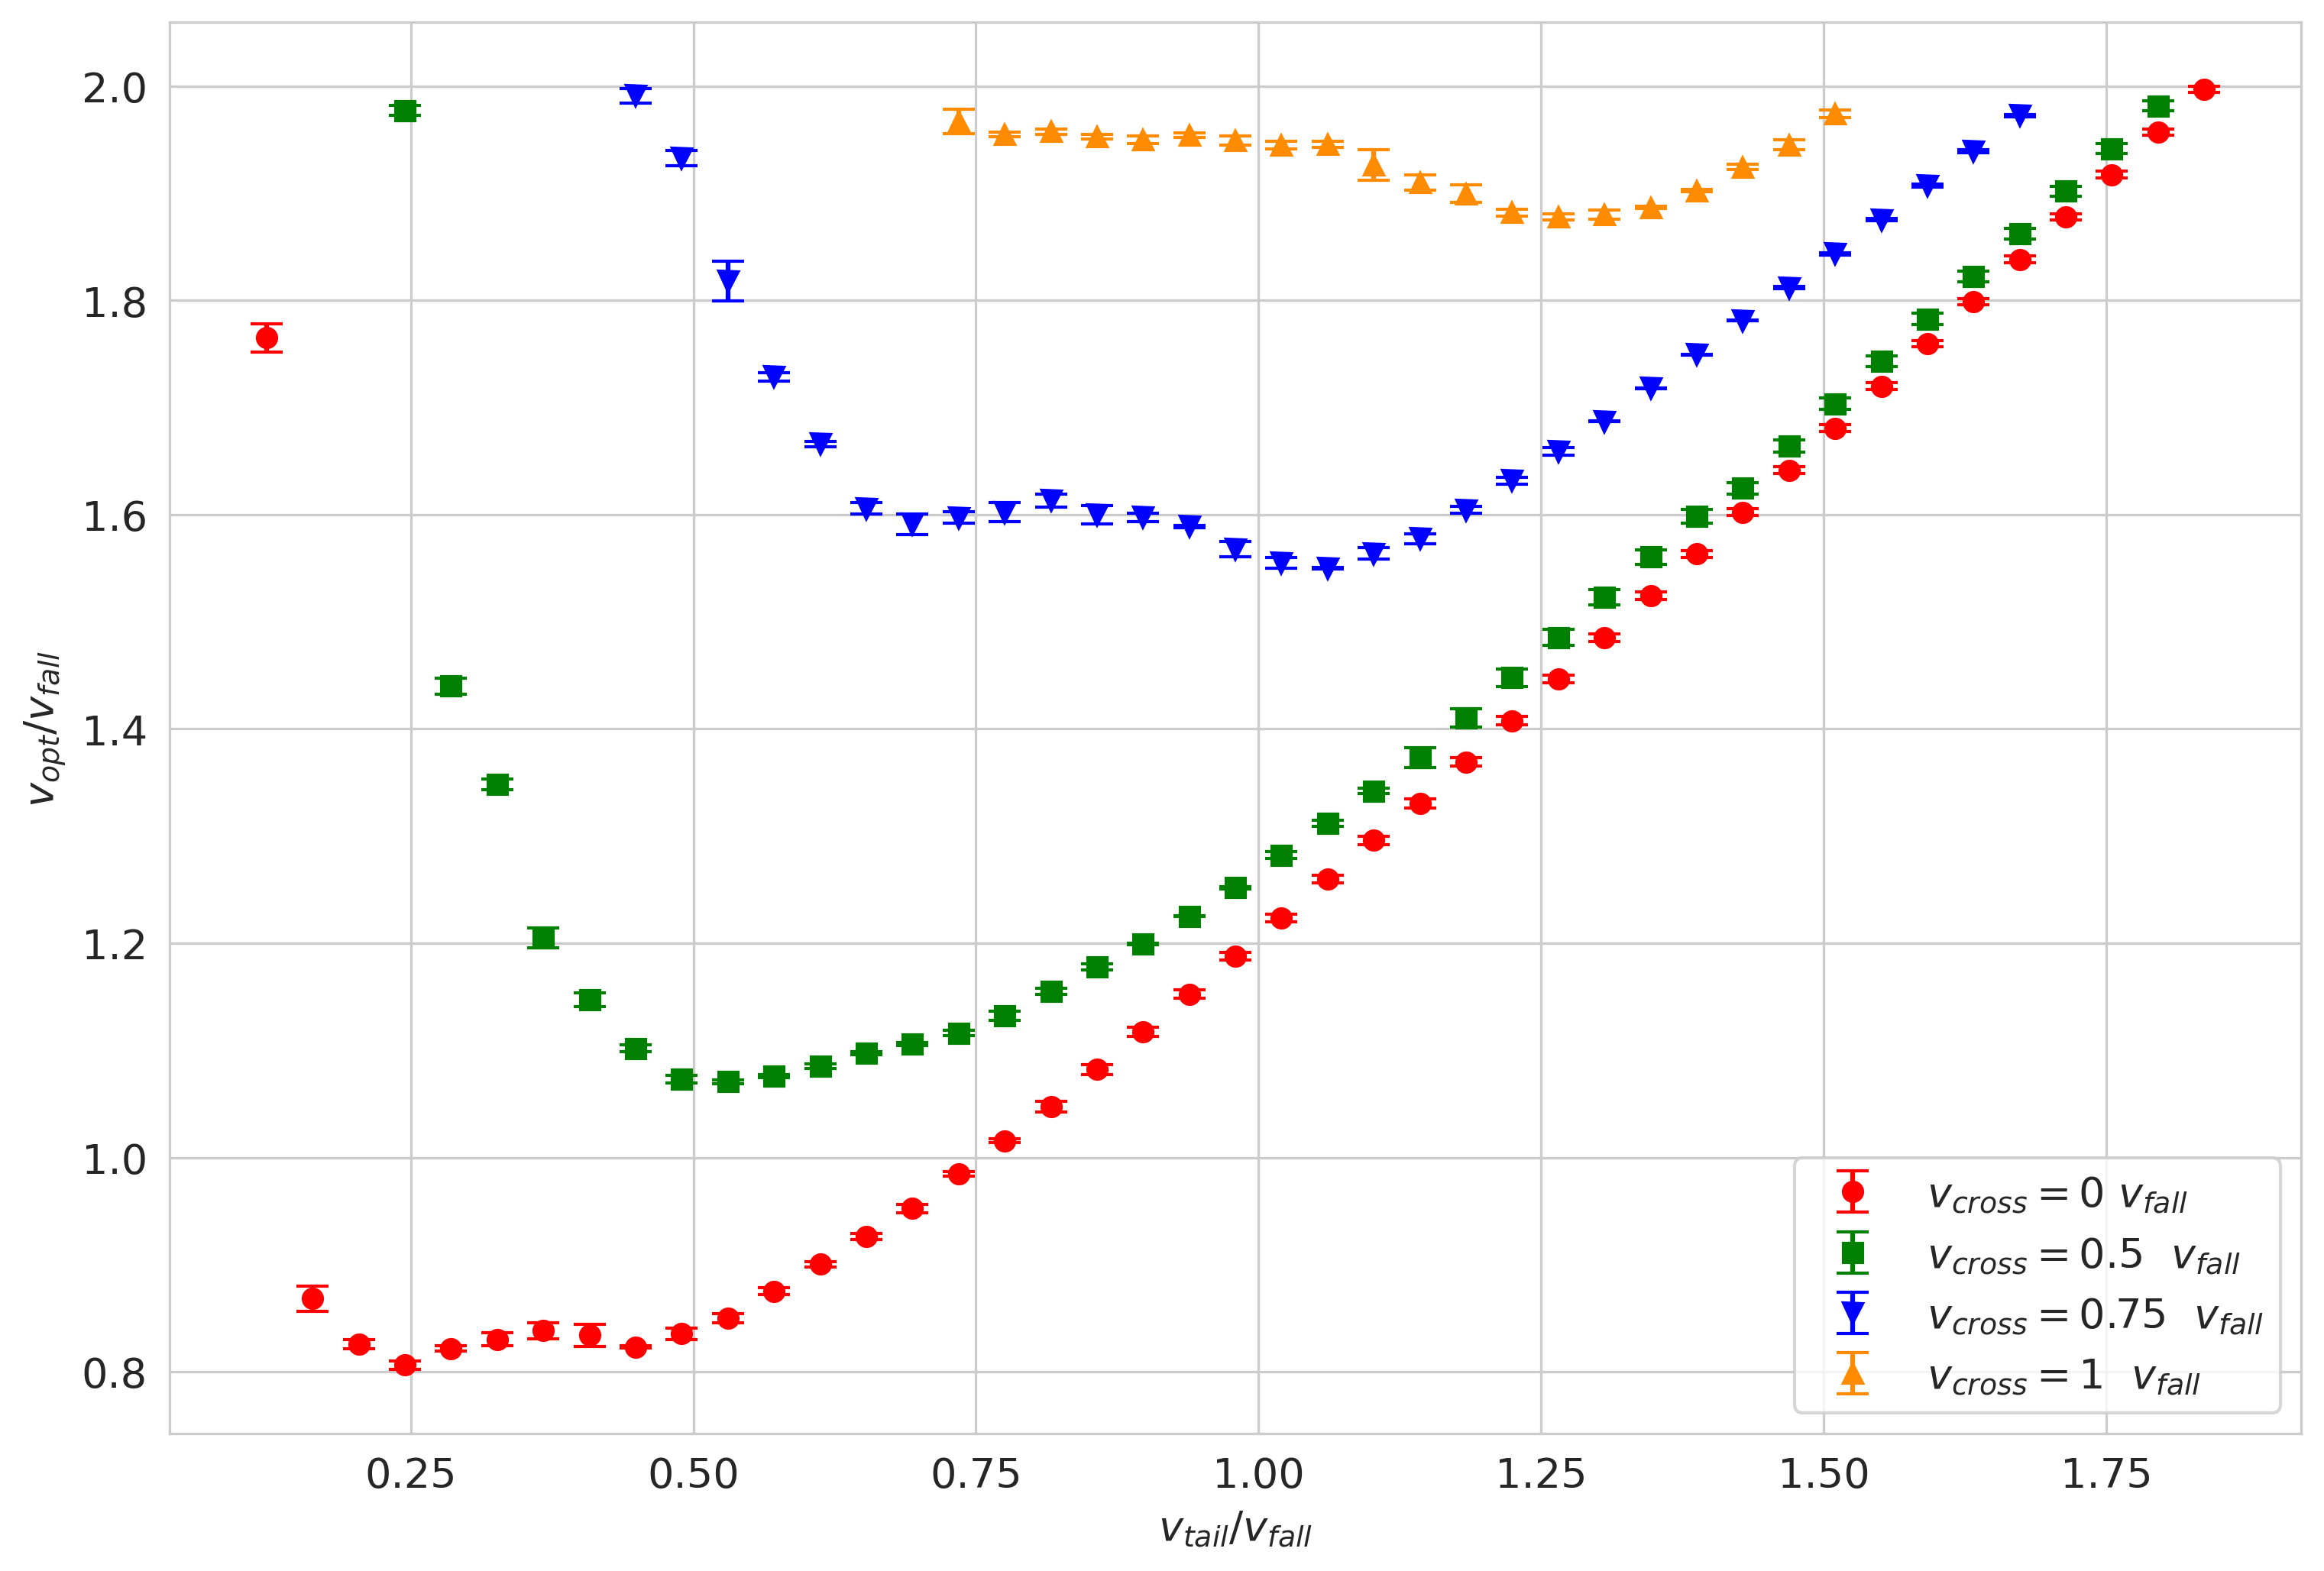 2.0
1.8
1.6
1.4
1.2
1.0
0.8
v_opt/v_fall
0.25 0.50 0.75 1.00 1.25 1.50 1.75
v_tail/v_fall
v_cross = 0 v_fall
v_cross = 0.5 v_fall
v_cross = 0.75 v_fall
v_cross = 1 v_fall